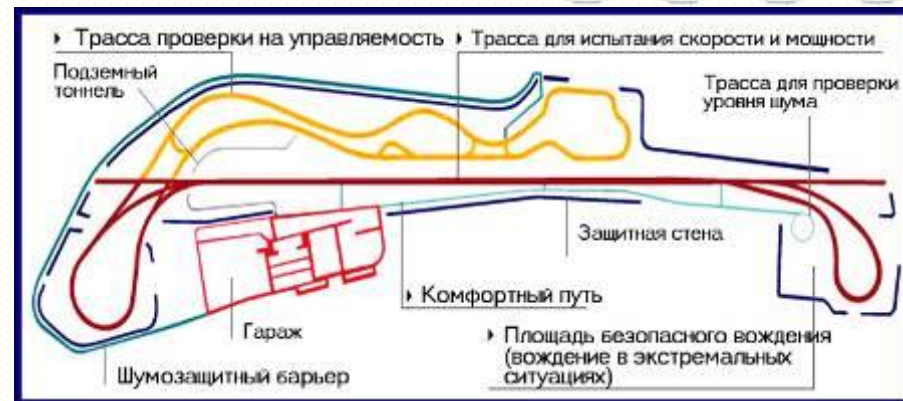 Трасса проверки на управляемость
Трасса для испытания скорости и мощности
Подземный
тоннель
Трасса для проверки
уровня шума
Защитная стена
Комфортный путь
Гараж
Площадь безопасного вождения
(вождение в экстремальных
ситуациях)
Шумозащитный барьер